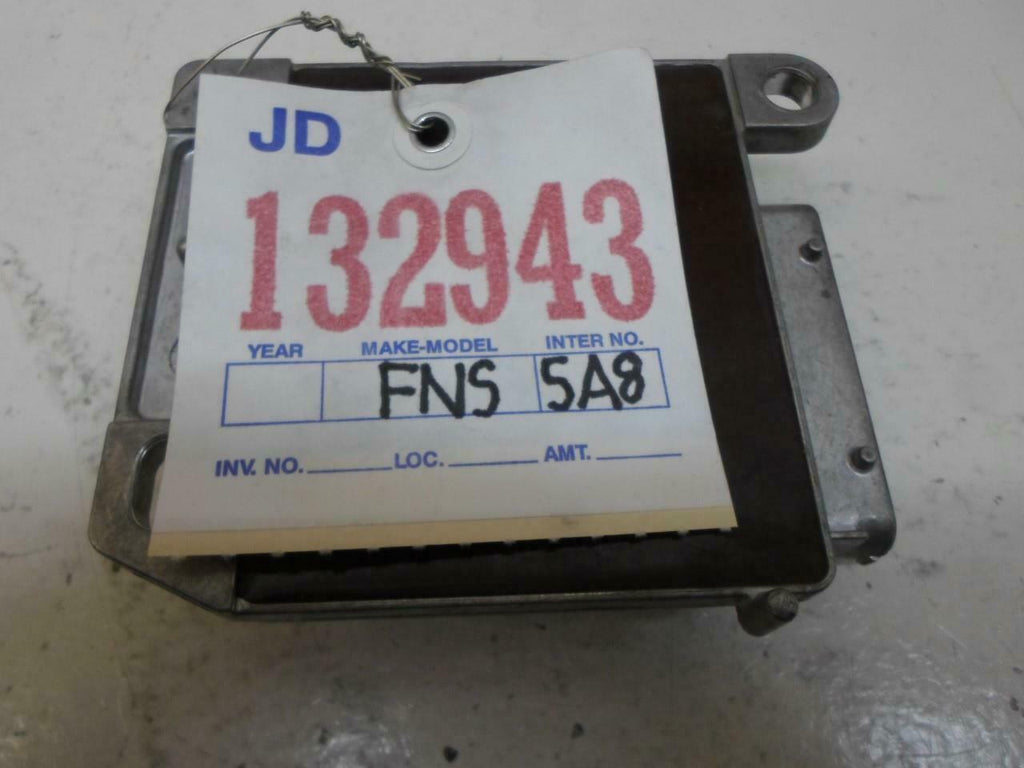 JD
132943
YEAR MAKE-MODEL INTER NO.
FNS 5A8
INV. NO. LOC. AMT.